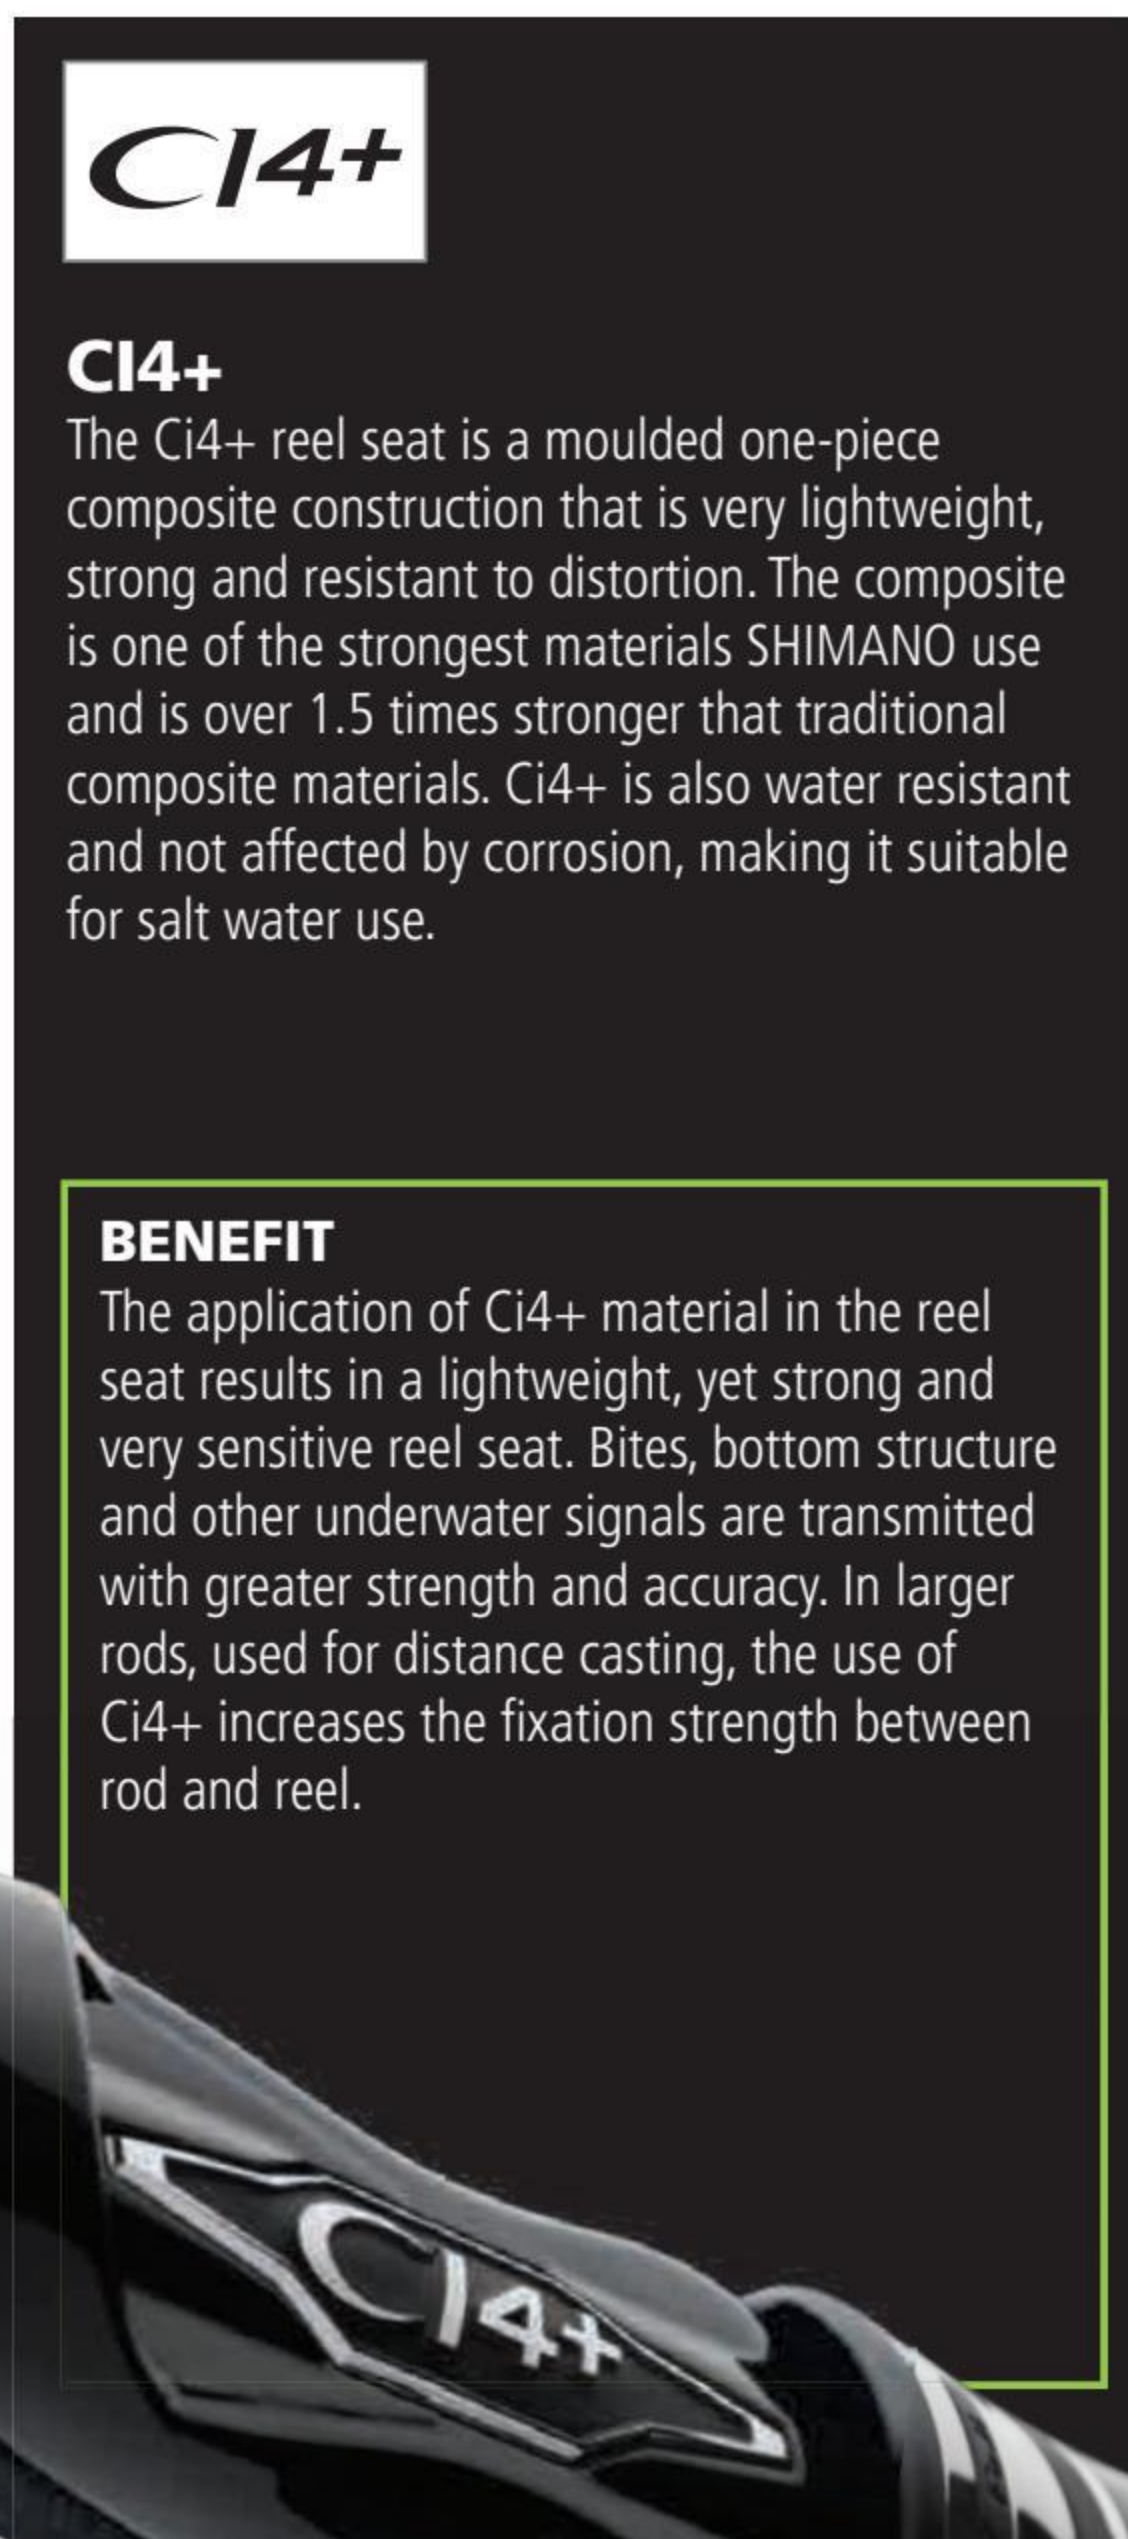 CI4+
CI4+
The Ci4+ reel seat is a moulded one-piece
composite construction that is very lightweight,
strong and resistant to distortion. The composite
is one of the strongest materials SHIMANO use
and is over 1.5 times stronger that traditional
composite materials. Ci4+ is also water resistant
and not affected by corrosion, making it suitable
for salt water use.
BENEFIT
The application of Ci4+ material in the reel
seat results in a lightweight, yet strong and
very sensitive reel seat. Bites, bottom structure
and other underwater signals are transmitted
with greater strength and accuracy. In larger
rods, used for distance casting, the use of
Ci4+ increases the fixation strength between
rod and reel.
CI4+